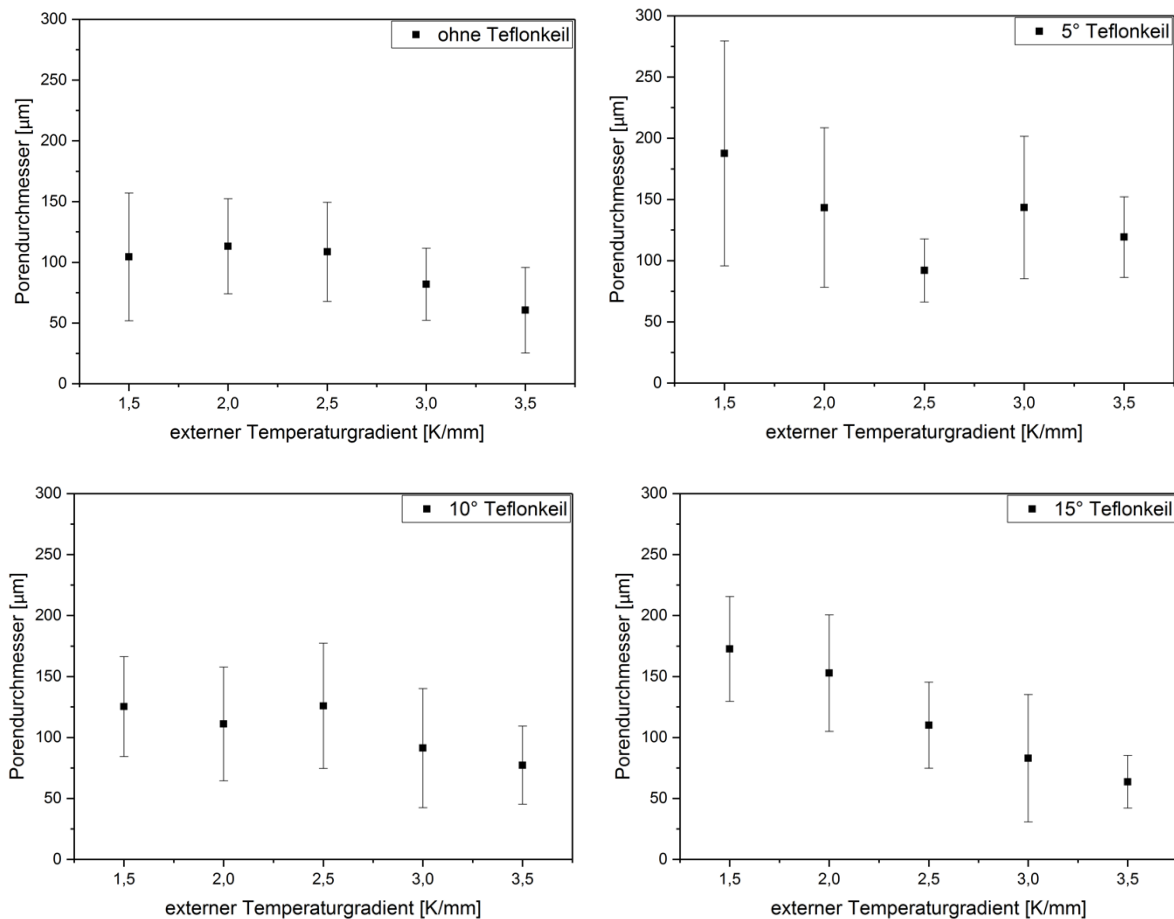 300
250
200
150
100
50
0
Porendurchmesser [µm]
ohne Teflonkeil
1,5 2,0 2,5 3,0 3,5
externer Temperaturgradient [K/mm]
300
250
200
150
100
50
0
Porendurchmesser [µm]
5° Teflonkeil
1,5 2,0 2,5 3,0 3,5
externer Temperaturgradient [K/mm]
300
250
200
150
100
50
0
Porendurchmesser [µm]
10° Teflonkeil
1,5 2,0 2,5 3,0 3,5
externer Temperaturgradient [K/mm]
300
250
200
150
100
50
0
Porendurchmesser [µm]
15° Teflonkeil
1,5 2,0 2,5 3,0 3,5
externer Temperaturgradient [K/mm]